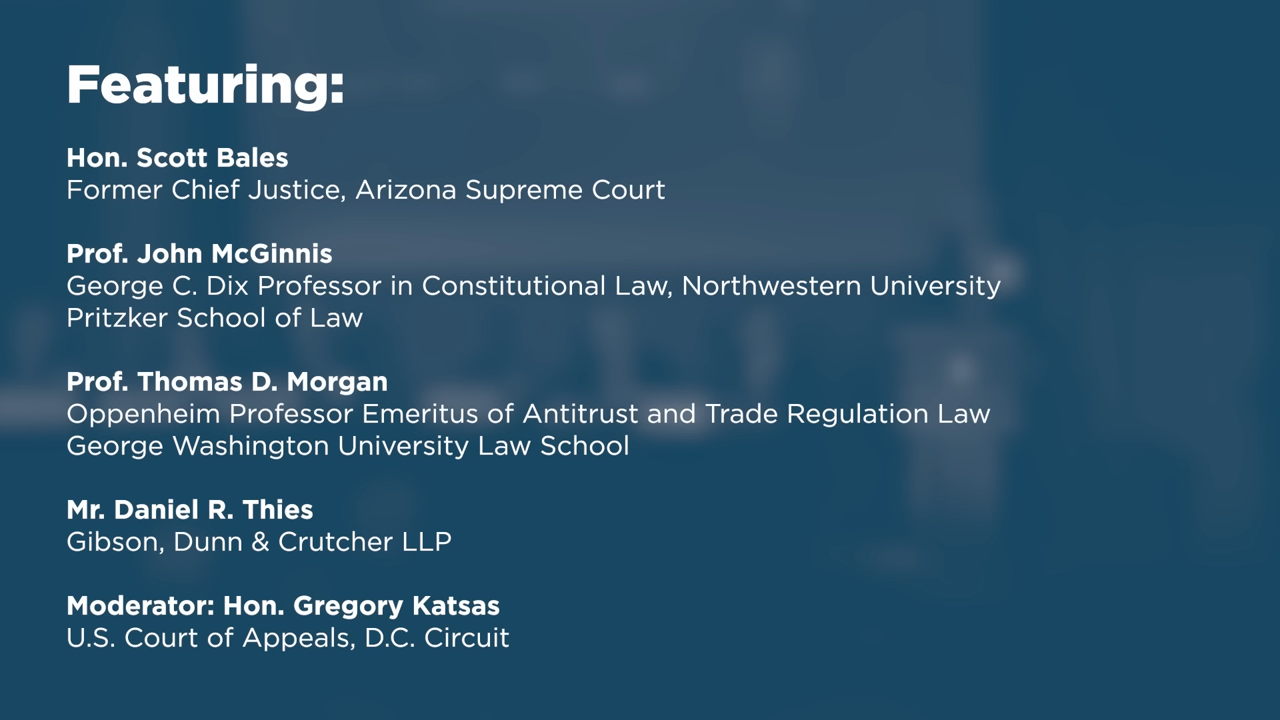 Featuring:
Hon. Scott Bales
Former Chief Justice, Arizona Supreme Court
Prof. John McGinnis
George C. Dix Professor in Constitutional Law, Northwestern University
Pritzker School of Law
Prof. Thomas D. Morgan
Oppenheim Professor Emeritus of Antitrust and Trade Regulation Law
George Washington University Law School
Mr. Daniel R. Thies
Gibson, Dunn & Crutcher LLP
Moderator: Hon. Gregory Katsas
U.S. Court of Appeals, D.C. Circuit